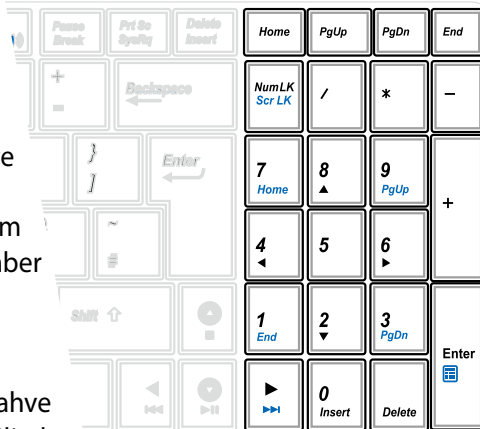 Pause Break
Prt Sc SysRq
Delete Insert
Home
PgUp
PgDn
End
+
=
Backspace
NumLK
Scr LK
/
*
-
}
]
Enter
7
Home
8
9
PgUp
+
~
#
4
5
6
Shift
1
End
2
3
PgDn
Enter
0
Insert
Delete
m
ber
ahve